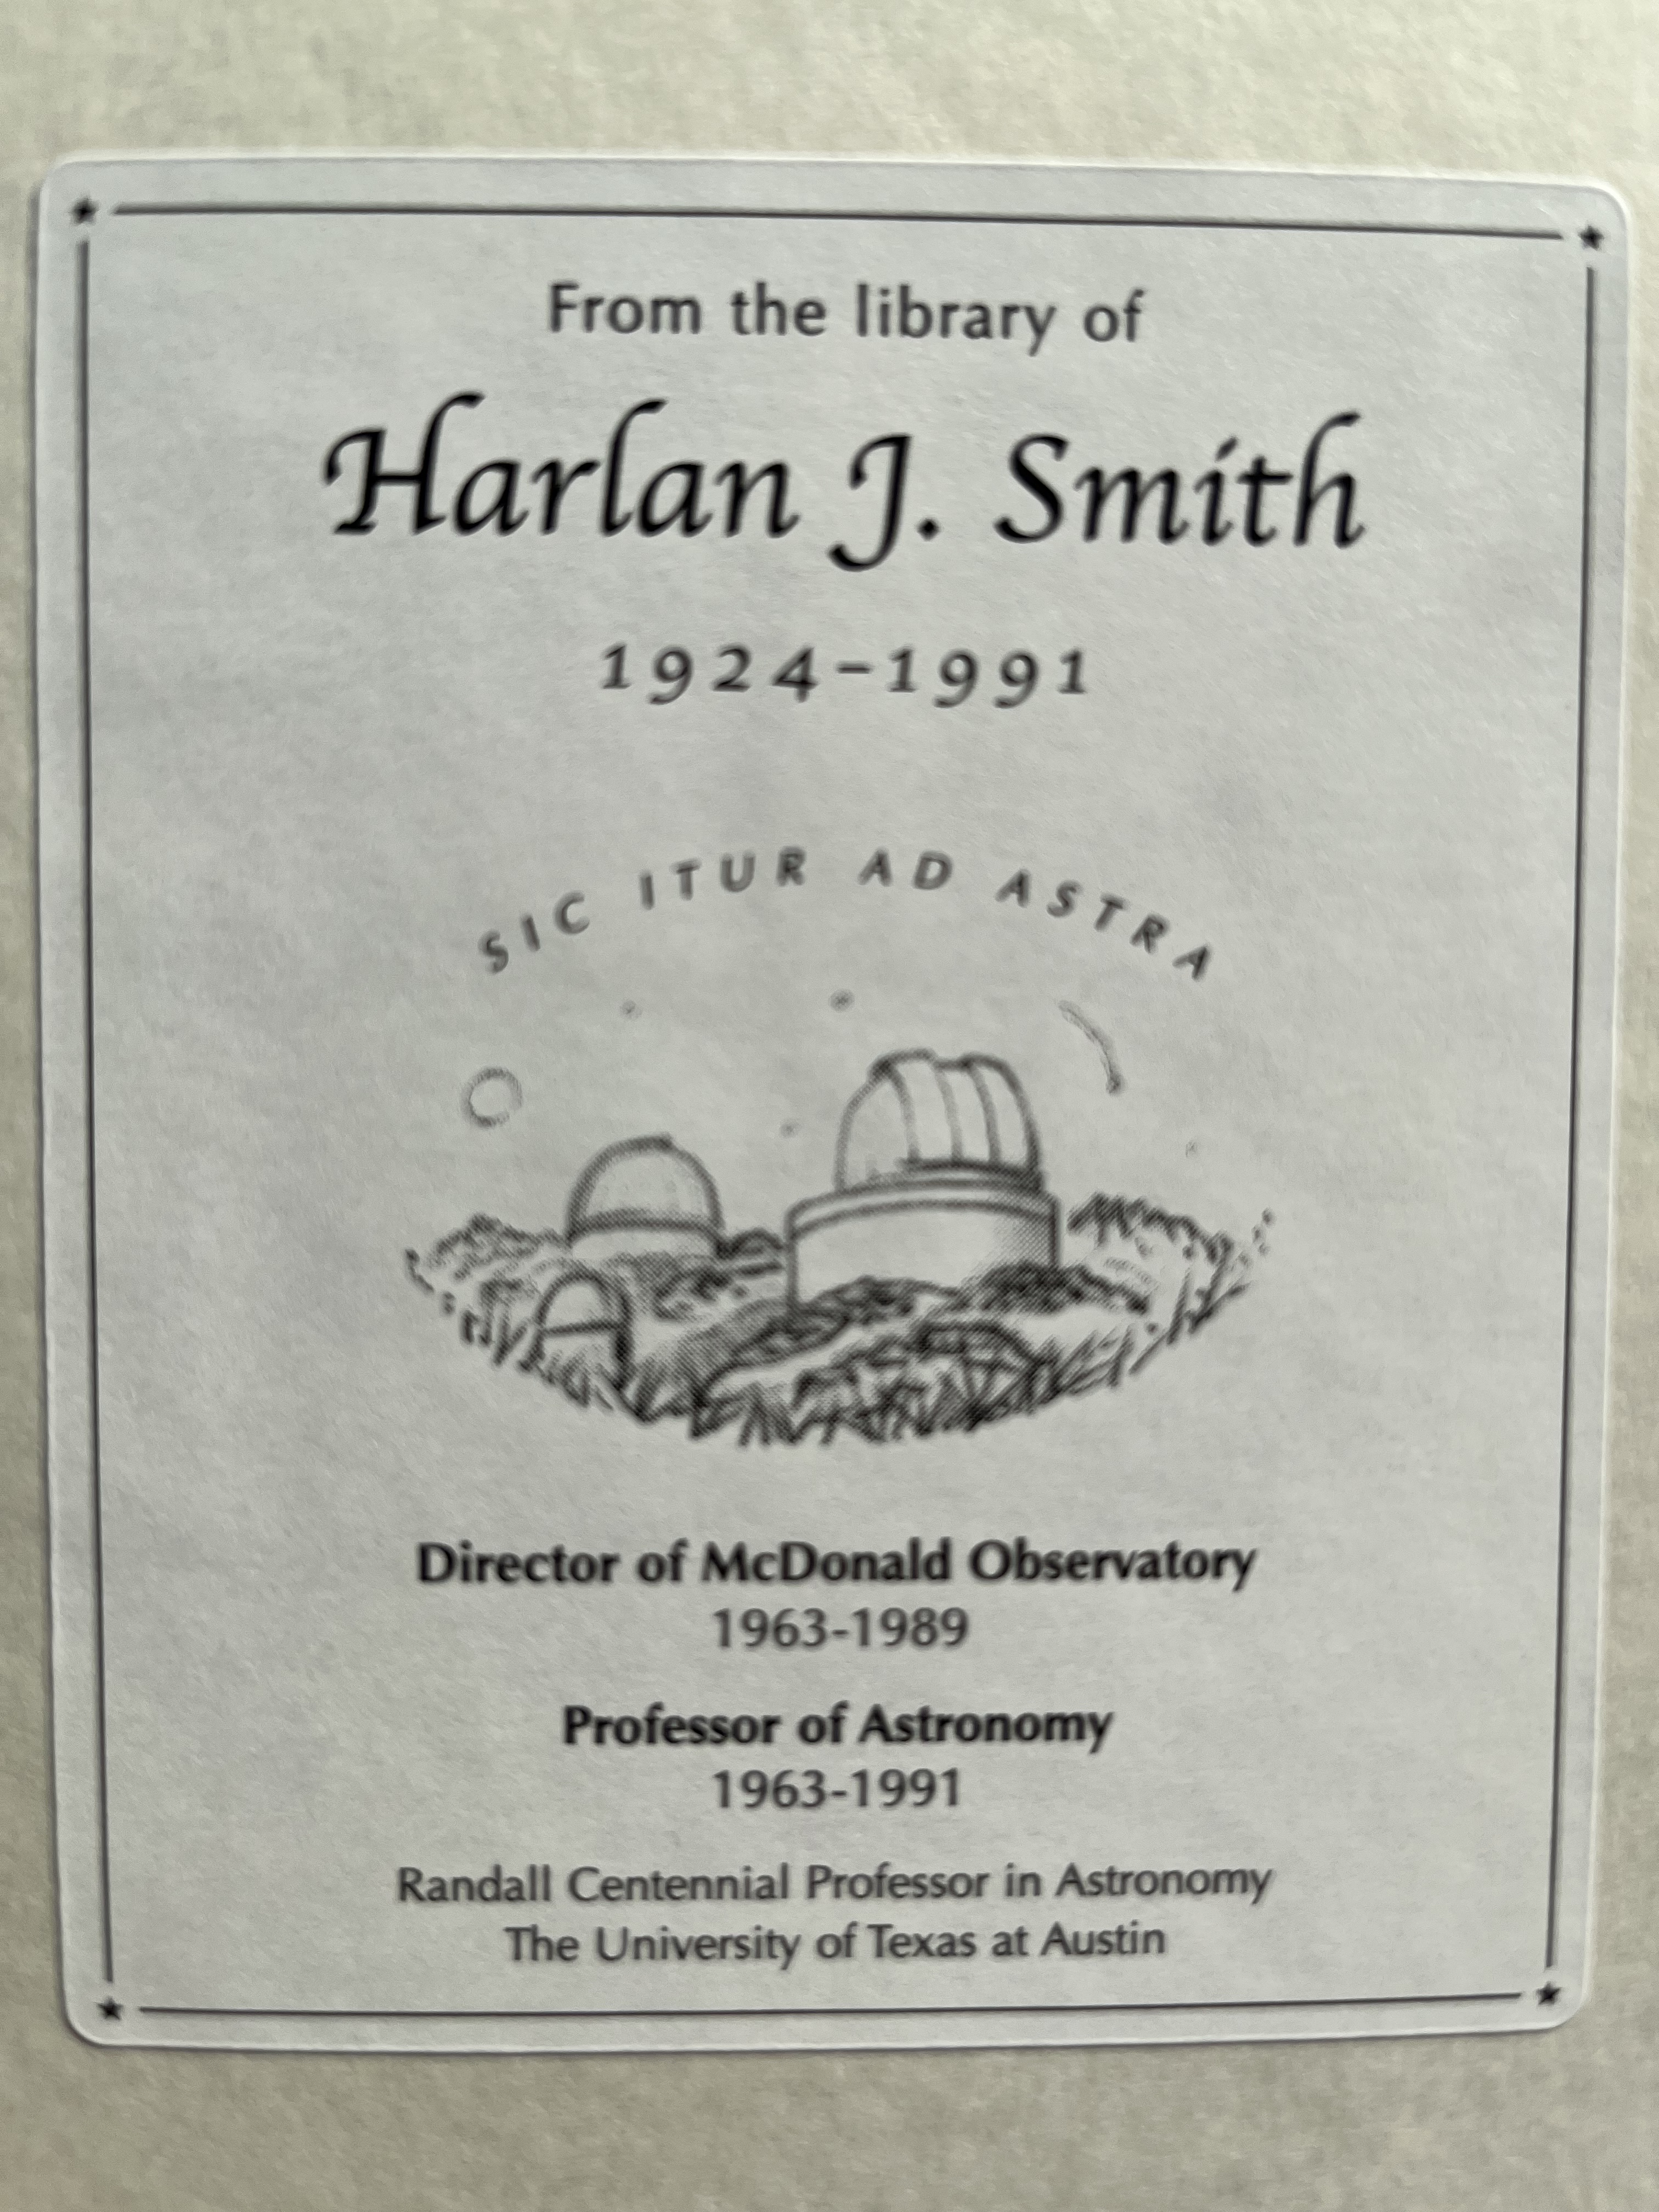 From the library of
Harlan J. Smith
1924-1991
SIC ITUR AD ASTRA
Director of McDonald Observatory
1963-1989
Professor of Astronomy
1963-1991
Randall Centennial Professor in Astronomy
The University of Texas at Austin